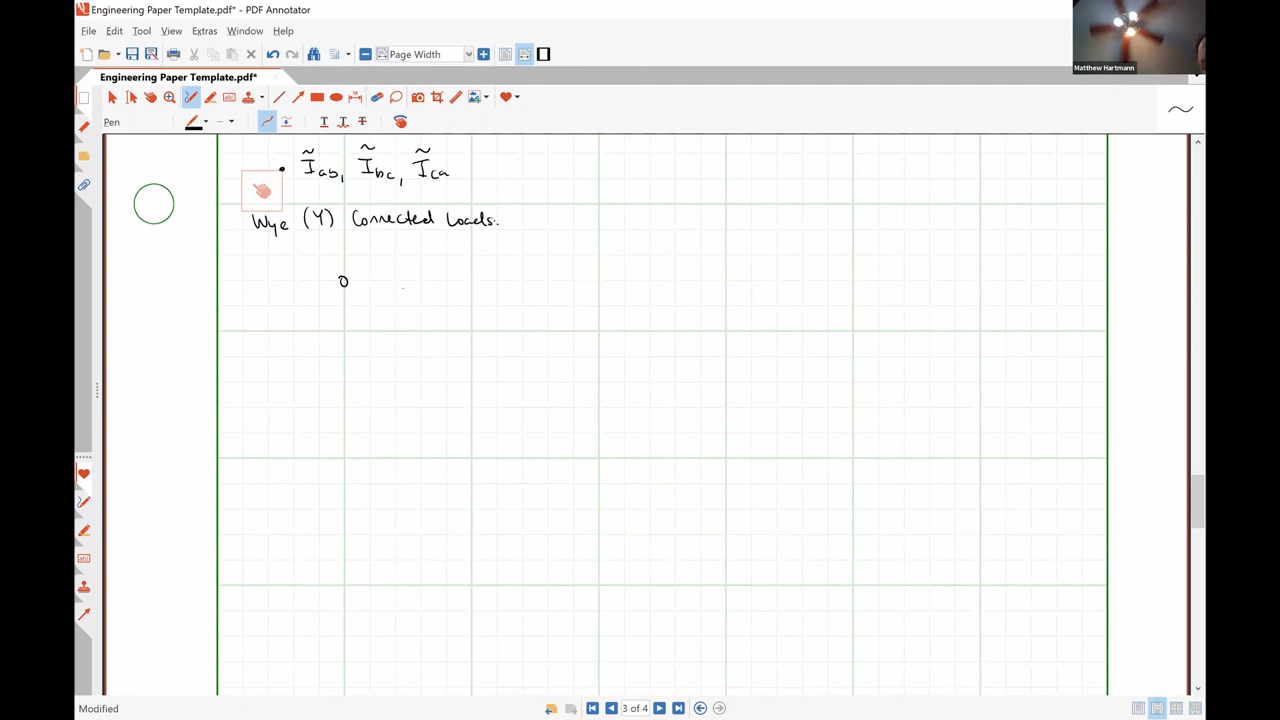 Engineering Paper Template.pdf* - PDF Annotator
File Edit Tool View Extras Window Help
Page Width
Engineering Paper Template.pdf*
Pen
Matthew Hartmann
• Ĩab, Ĩbc, Ĩca
Wye (Y) Connected Loads:
o
Modified
3 of 4